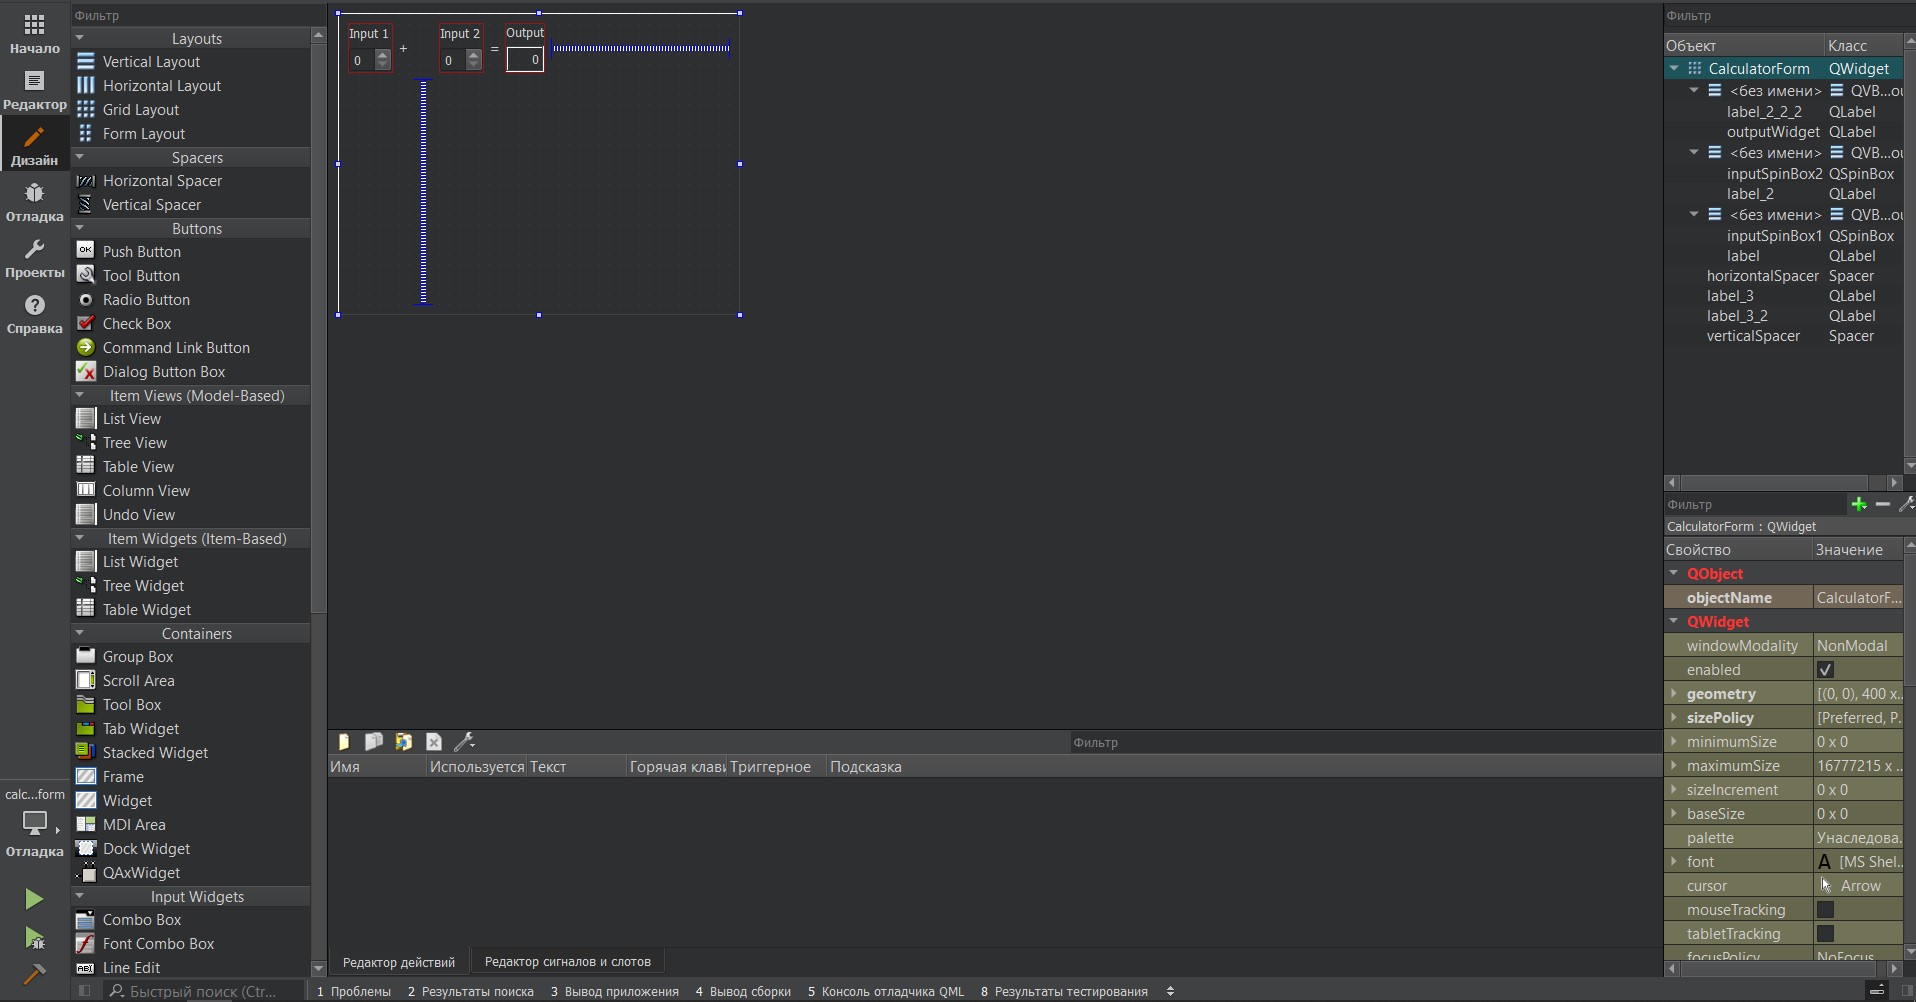 Начало
Редактор
Дизайн
Отладка
Проекты
Справка
calc...form
Отладка
Фильтр
Layouts
Vertical Layout
Horizontal Layout
Grid Layout
Form Layout
Spacers
Horizontal Spacer
Vertical Spacer
Buttons
OK Push Button
Tool Button
Radio Button
Check Box
Command Link Button
Dialog Button Box
Item Views (Model-Based)
List View
Tree View
Table View
Column View
Undo View
Item Widgets (Item-Based)
List Widget
Tree Widget
Table Widget
Containers
Group Box
Scroll Area
Tool Box
Tab Widget
Stacked Widget
Frame
Widget
MDI Area
Dock Widget
QAxWidget
Input Widgets
Combo Box
Font Combo Box
Line Edit
Input 1 Input 2 Output
0 + 0 = 0
Фильтр
Имя Используется Текст Горячая клави Триггерное Подсказка
Редактор действий Редактор сигналов и слотов
Фильтр
Объект Класс
CalculatorForm QWidget
<без имени> QVB...ou
label_2_2_2 QLabel
outputWidget QLabel
<без имени> QVB...ou
inputSpinBox2 QSpinBox
label_2 QLabel
<без имени> QVB...ou
inputSpinBox1 QSpinBox
label QLabel
horizontalSpacer Spacer
label_3 QLabel
label_3_2 QLabel
verticalSpacer Spacer
Фильтр
CalculatorForm : QWidget
Свойство Значение
QObject
objectName CalculatorF...
QWidget
windowModality NonModal
enabled
geometry [(0, 0), 400 x...
sizePolicy [Preferred, P...
minimumSize 0 x 0
maximumSize 16777215 x ...
sizeIncrement 0 x 0
baseSize 0 x 0
palette Унаследова...
font A [MS Shel...
cursor Arrow
mouseTracking
tabletTracking
focusPolicy NoFocus
Быстрый поиск (Ctr... 1 Проблемы 2 Результаты поиска 3 Вывод приложения 4 Вывод сборки 5 Консоль отладчика QML 8 Результаты тестирования